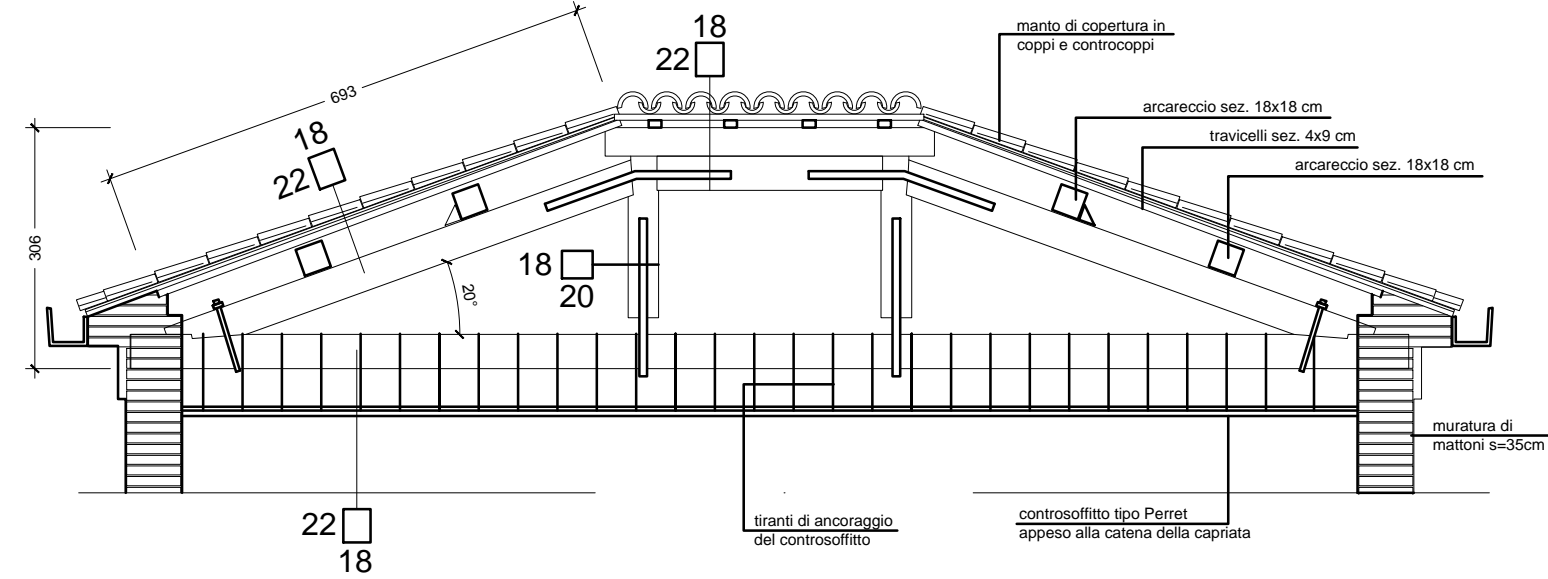 18
22
manto di copertura in
coppi e controcoppi
693
arcareccio sez. 18x18 cm
travicelli sez. 4x9 cm
arcareccio sez. 18x18 cm
18
22
306
18
20
20°
muratura di
mattoni s=35cm
tiranti di ancoraggio
del controsoffitto
controsoffitto tipo Perret
appeso alla catena della capriata
22
18